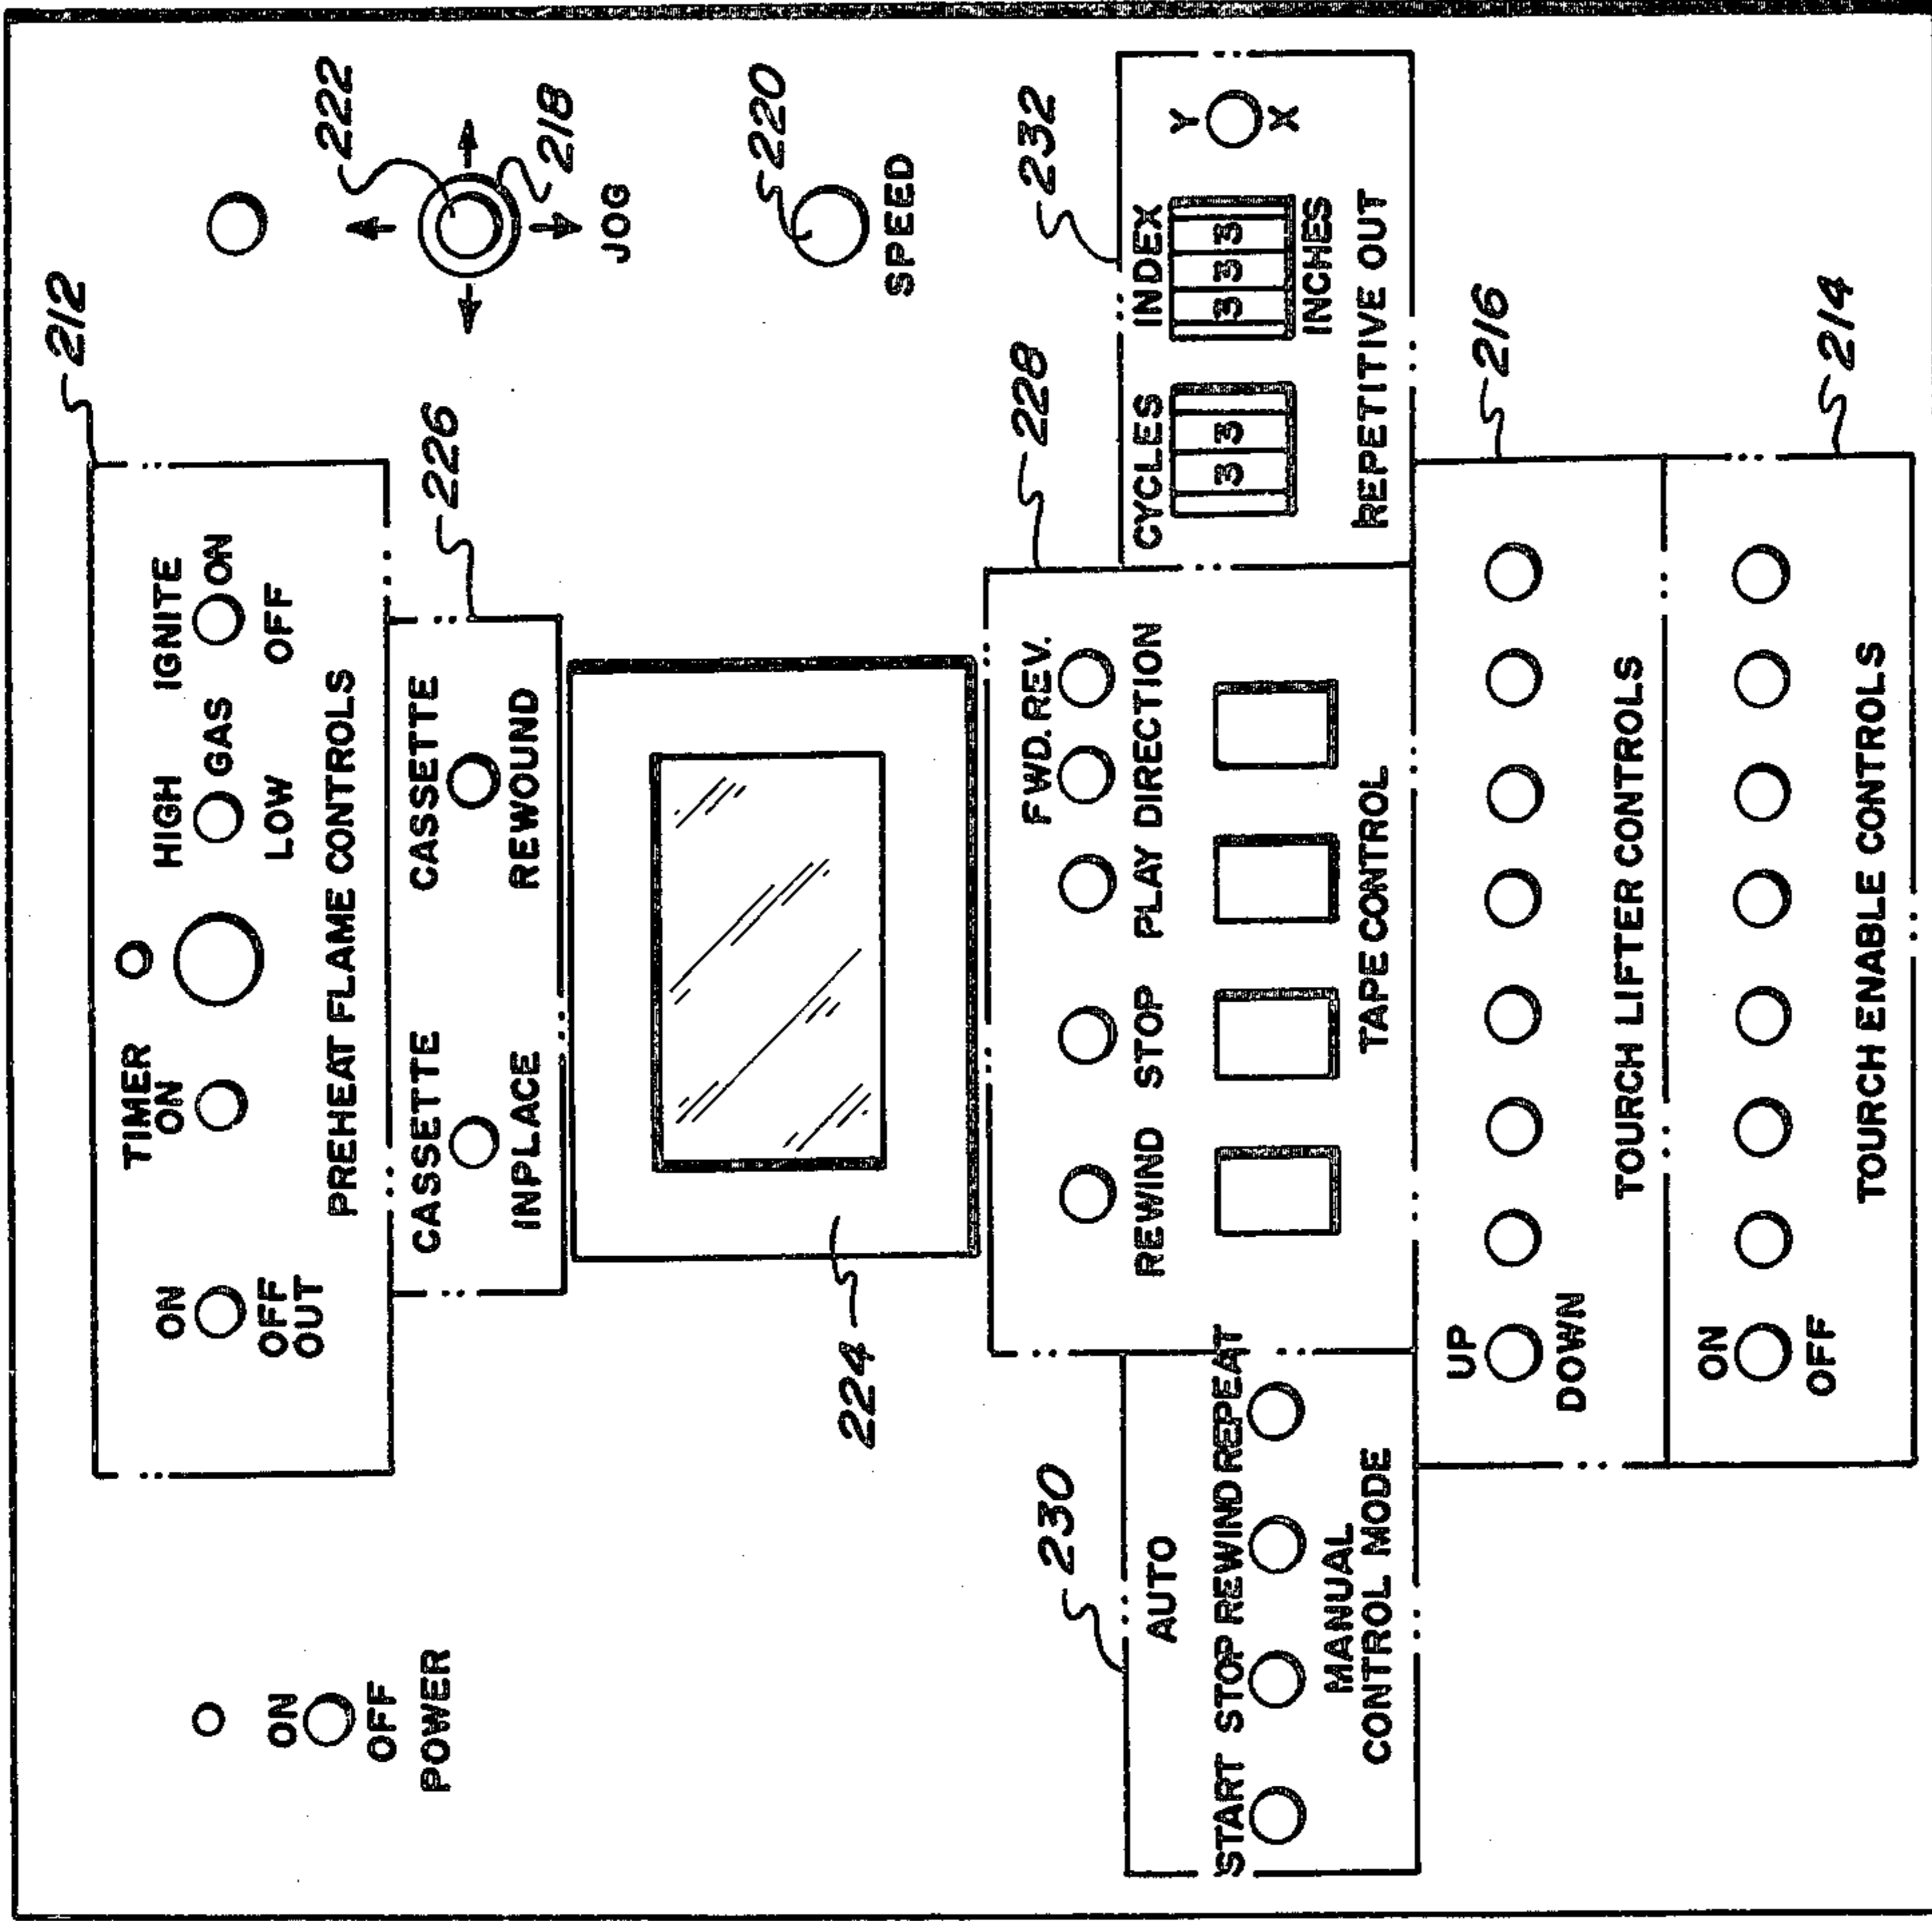 212
222
218
JOG
220
SPEED
ON
OFF
POWER
TIMER
ON
ON
OFF
OUT
HIGH
GAS
LOW
IGNITE
ON
OFF
PREHEAT FLAME CONTROLS
226
CASSETTE
INPLACE
CASSETTE
REWOUND
224
228
FWD. REV.
REWIND STOP PLAY DIRECTION
TAPE CONTROL
230
AUTO
START STOP REWIND REPEAT
MANUAL
CONTROL MODE
232
CYCLES INDEX
3 3
3 3 3
INCHES
Y
X
REPETITIVE OUT
216
UP
DOWN
TOURCH LIFTER CONTROLS
214
ON
OFF
TOURCH ENABLE CONTROLS